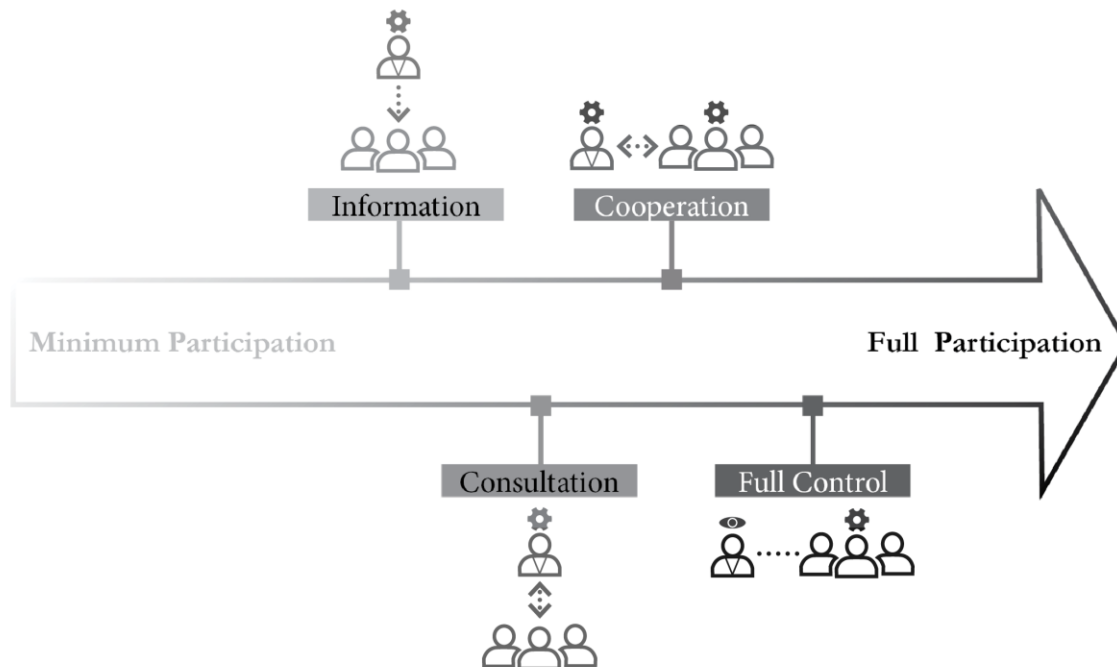 Information
Cooperation
Minimum Participation
Full Participation
Consultation
Full Control